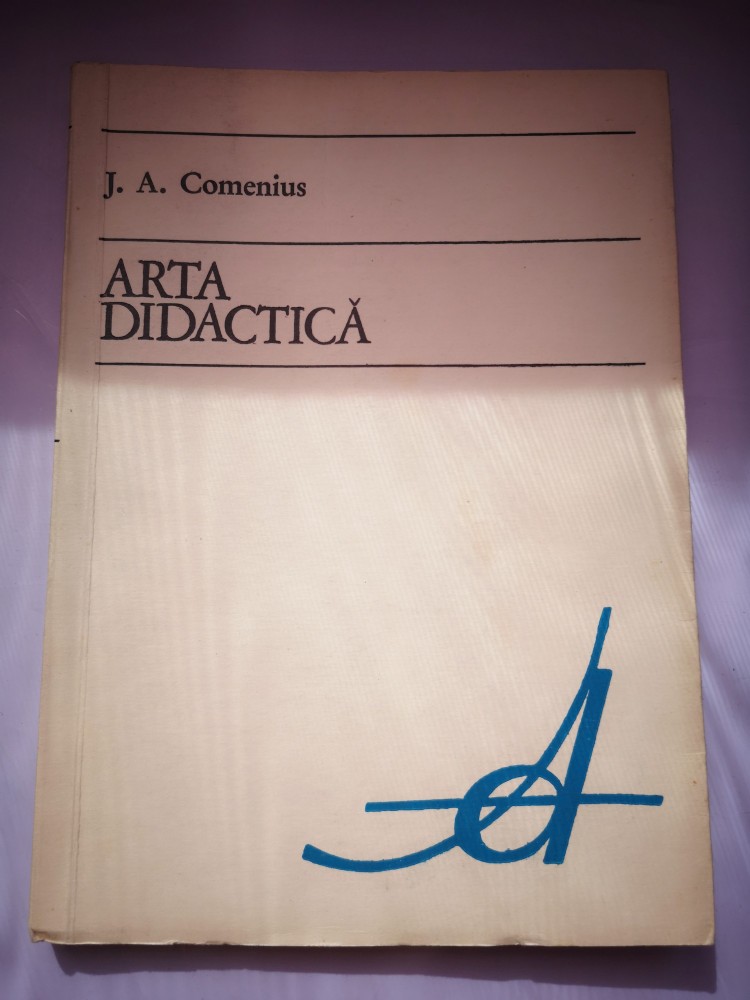 J. A. Comenius
ARTA
DIDACTICĂ